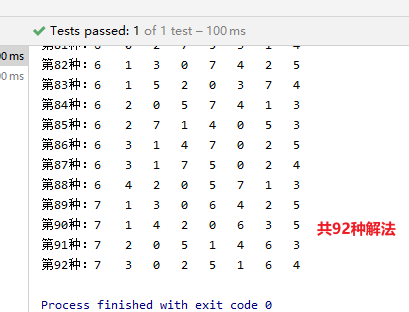 Tests passed: 1 of 1 test – 100 ms
00 ms
00 ms
第82种: 6 1 3 0 7 4 2 5
第83种: 6 1 5 2 0 3 7 4
第84种: 6 2 0 5 7 4 1 3
第85种: 6 2 7 1 4 0 5 3
第86种: 6 3 1 4 7 0 2 5
第87种: 6 3 1 7 5 0 2 4
第88种: 6 4 2 0 5 7 1 3
第89种: 7 1 3 0 6 4 2 5
第90种: 7 1 4 2 0 6 3 5
共92种解法
第91种: 7 2 0 5 1 4 6 3
第92种: 7 3 0 2 5 1 6 4
Process finished with exit code 0